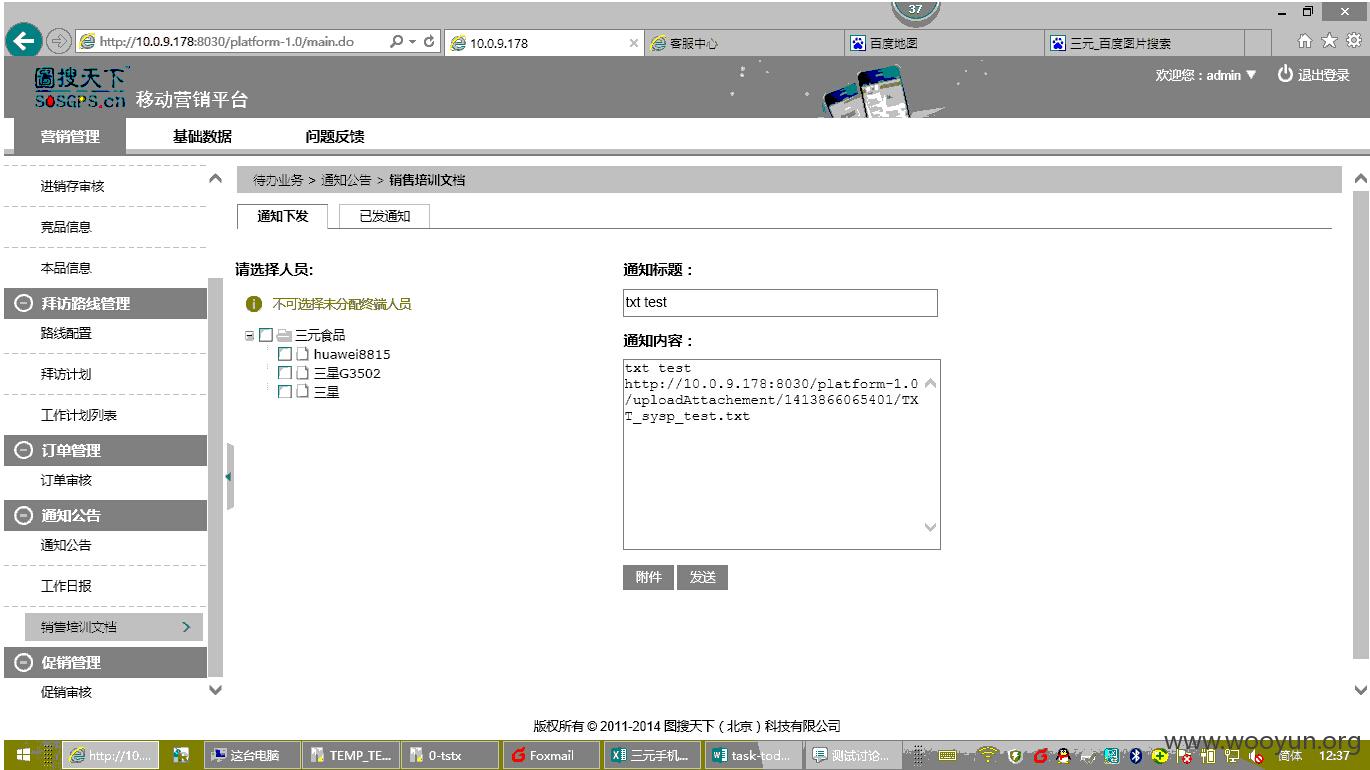 37
http://10.0.9.178:8030/platform-1.0/main.do
10.0.9.178
客服中心
百度地图
三元_百度图片搜索
圖搜天下
SOSGPS.cn
移动营销平台
欢迎您：admin ▼
退出登录
营销管理
基础数据
问题反馈
进销存审核
竞品信息
本品信息
拜访路线管理
路线配置
拜访计划
工作计划列表
订单管理
订单审核
通知公告
通知公告
工作日报
销售培训文档
促销管理
促销审核
待办业务 > 通知公告 > 销售培训文档
通知下发
已发通知
请选择人员:
不可选择未分配终端人员
三元食品
huawei8815
三星G3502
三星
通知标题：
txt test
通知内容：
txt test
http://10.0.9.178:8030/platform-1.0
/uploadAttachement/1413866065401/TX
T_sysp_test.txt
附件
发送
版权所有 © 2011-2014 图搜天下（北京）科技有限公司
http://10....
这台电脑
TEMP_TE...
0-tstx
Foxmail
三元手机...
task-tod...
测试讨论...
简体
12:37
www.wooyun.org